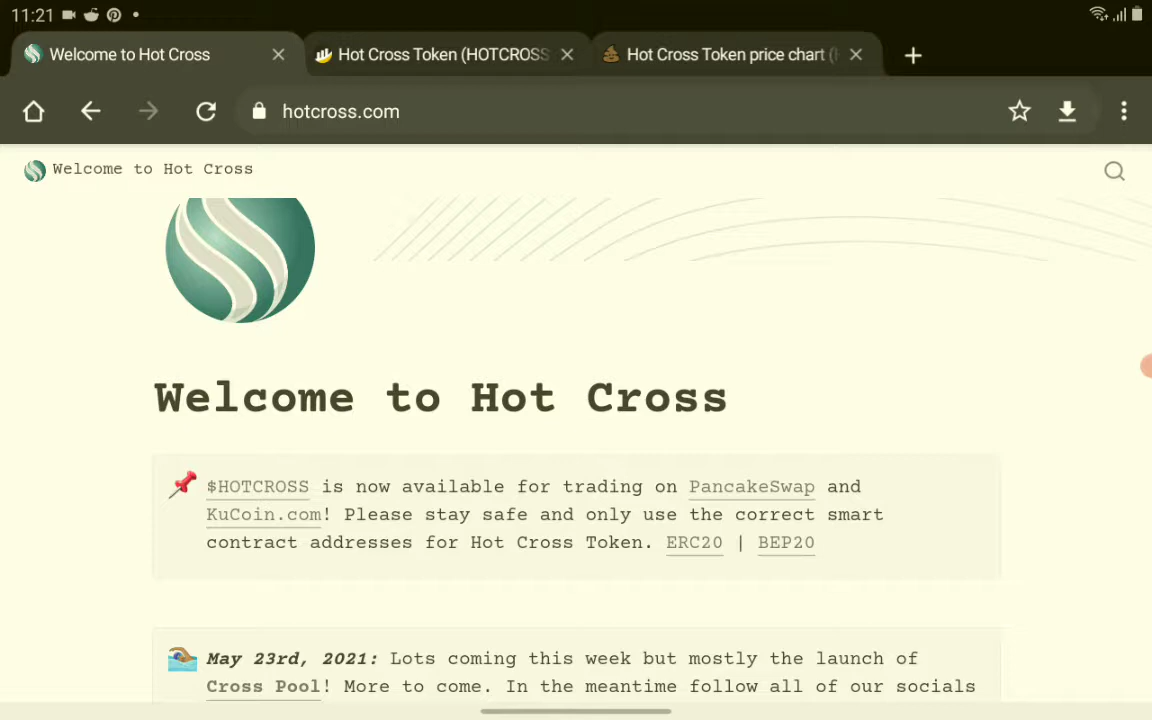 11:21
Welcome to Hot Cross
Hot Cross Token (HOTCROSS
Hot Cross Token price chart (
hotcross.com
Welcome to Hot Cross
Welcome to Hot Cross
$HOTCROSS is now available for trading on PancakeSwap and
KuCoin.com! Please stay safe and only use the correct smart
contract addresses for Hot Cross Token. ERC20 | BEP20
May 23rd, 2021: Lots coming this week but mostly the launch of
Cross Pool! More to come. In the meantime follow all of our socials